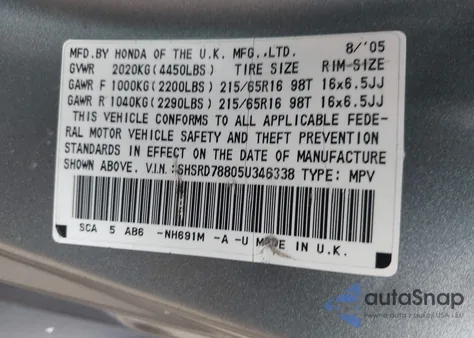 MFD.BY HONDA OF THE U.K. MFG.,LTD. 8/'05
GVWR 2020KG(4450LBS) TIRE SIZE RIM-SIZE
GAWR F 1000KG(2200LBS) 215/65R16 98T 16x6.5JJ
GAWR R 1040KG(2290LBS) 215/65R16 98T 16x6.5JJ
THIS VEHICLE CONFORMS TO ALL APPLICABLE FEDE-
RAL MOTOR VEHICLE SAFETY AND THEFT PREVENTION
STANDARDS IN EFFECT ON THE DATE OF MANUFACTURE
SHOWN ABOVE. V.I.N.:SHSRD78805U346338 TYPE: MPV
SCA 5 AB6 -NH691M -A -U MADE IN U.K.
autoSnap